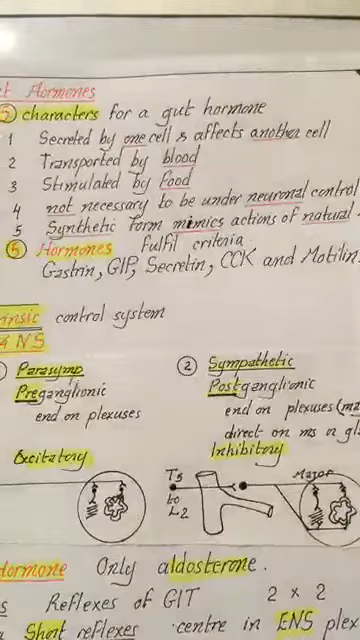 Hormones
5 characters for a gut hormone
1 Secreted by one cell & affects another cell
2 Transported by blood
3 Stimulated by food
4 not necessary to be under neuronal control
5 Synthetic form mimics actions of natural
5 Hormones fulfil criteria
Gastrin, GIP, Secretin, CCK and Motilin.
insic control system
ANS
Parasymp
Preganglionic
end on plexuses
Excitatory
2 Sympathetic
Postganglionic
end on plexuses (ma
direct on ms or gl
Inhibitory
T5
to
L2
Major
Hormone Only aldosterone.
Reflexes of GIT 2 x 2
Short reflexes centre in ENS plex